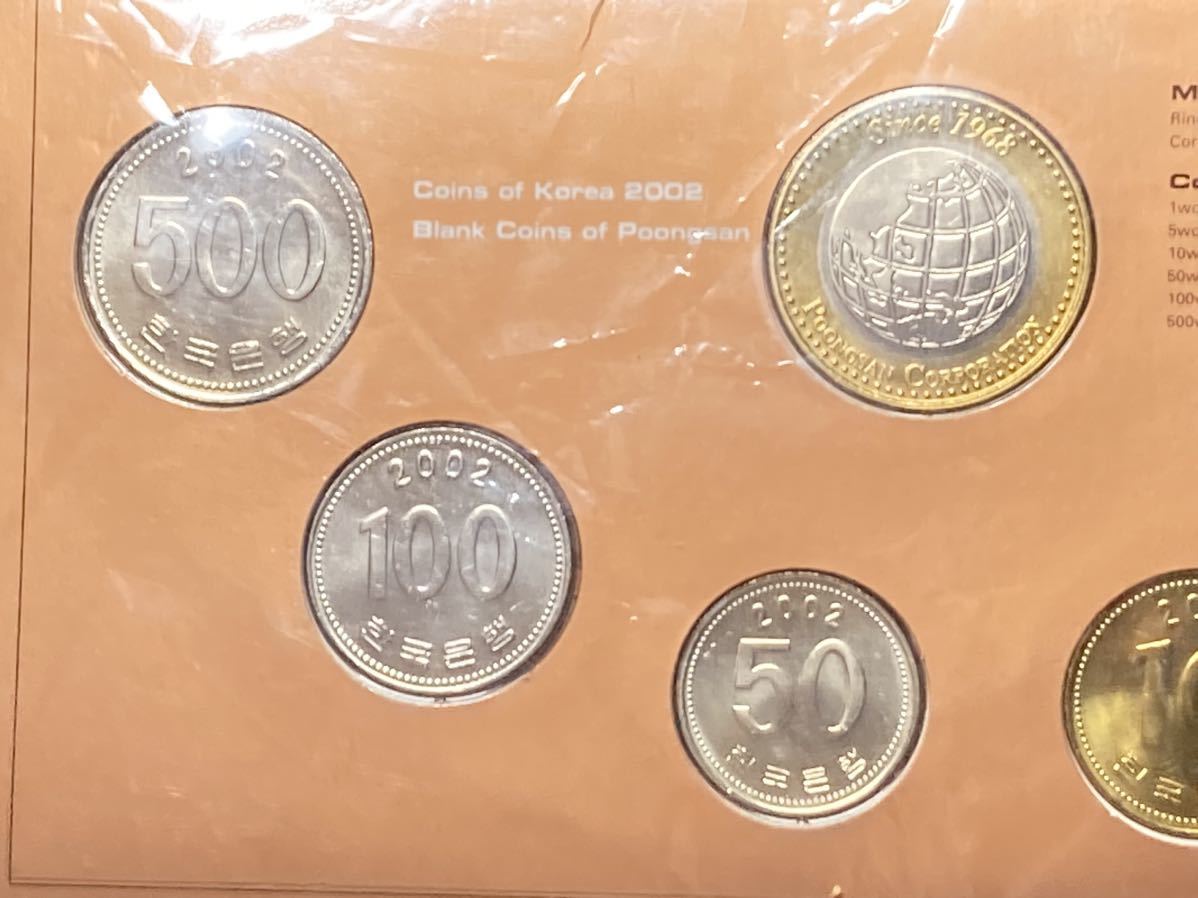 2002
500
한국은행
Coins of Korea 2002
Blank Coins of Poongsan
Since 1968
POONGSAN CORPORATION
2002
100
한국은행
2002
50
한국은행